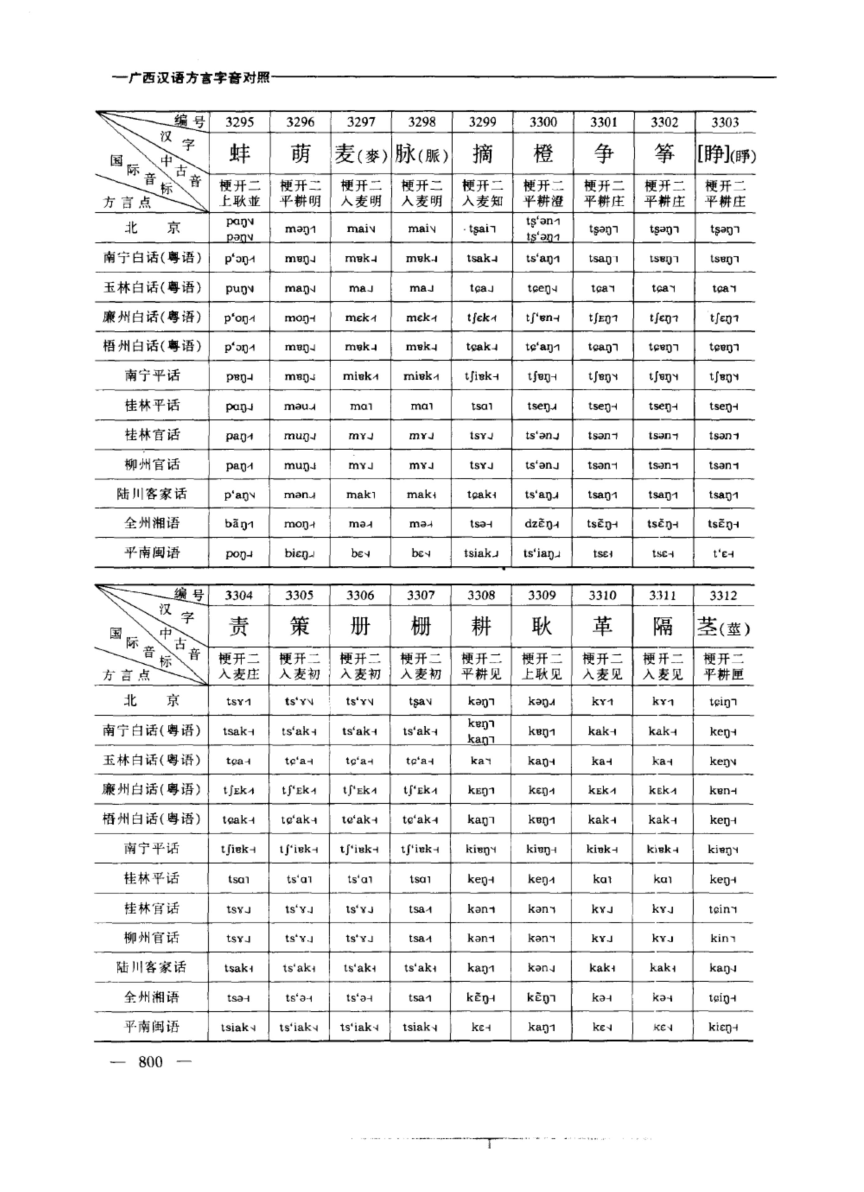 一广西汉语方言字音对照
编号 3295 3296 3297 3298 3299 3300 3301 3302 3303
汉字 蚌 萌 麦(麥) 脉(脈) 摘 橙 争 筝 [睁](睜)
国际音标 中古音 梗开二 梗开二 梗开二 梗开二 梗开二 梗开二 梗开二 梗开二 梗开二
方言点 上耿並 平耕明 入麦明 入麦明 入麦知 平耕澄 平耕庄 平耕庄 平耕庄
北京 pɑŋ˅ pəŋ˅ məŋ˧˥ mai˅ mai˅ tʂai˥ tʂʻən˧˥ tʂʻəŋ˧˥ tʂəŋ˥ tʂəŋ˥ tʂəŋ˥
南宁白话(粤语) pʻɔŋ mɐŋ mɐk mɐk tsak tsʻaŋ tsaŋ tsɐŋ tsɐŋ
玉林白话(粤语) puŋ maŋ ma ma tɕa tɕeŋ tɕa tɕa tɕa
廉州白话(粤语) pʻoŋ moŋ mɛk mɛk tʃɛk tʃʻɐn tʃɛŋ tʃɛŋ tʃɛŋ
梧州白话(粤语) pʻɔŋ mɐŋ mɐk mɐk tɕak tɕʻaŋ tɕaŋ tɕɐŋ tɕɐŋ
南宁平话 pɐŋ mɐŋ miɐk miɐk tʃiɐk tʃɐŋ tʃɐŋ tʃɐŋ tʃɐŋ
桂林平话 pɑŋ məu mɑ mɑ tsɑ tseŋ tseŋ tseŋ tseŋ
桂林官话 paŋ muŋ mɤ mɤ tsɤ tsʻən tsən tsən tsən
柳州官话 paŋ muŋ mɤ mɤ tsɤ tsʻən tsən tsən tsən
陆川客家话 pʻaŋ mən mak mak tɕak tsʻaŋ tsaŋ tsaŋ tsaŋ
全州湘语 bãŋ moŋ mə mə tsə dzẽŋ tsẽŋ tsẽŋ tsẽŋ
平南闽语 poŋ biɛŋ bɛ bɛ tsiak tsʻiaŋ tsɛ tsɛ tʻɛ
编号 3304 3305 3306 3307 3308 3309 3310 3311 3312
汉字 责 策 册 栅 耕 耿 革 隔 茎(莖)
国际音标 中古音 梗开二 梗开二 梗开二 梗开二 梗开二 梗开二 梗开二 梗开二 梗开二
方言点 入麦庄 入麦初 入麦初 入麦初 平耕见 上耿见 入麦见 入麦见 平耕匣
北京 tsɤ tsʻɤ tsʻɤ tʂa kəŋ kəŋ kɤ kɤ tɕiŋ
南宁白话(粤语) tsak tsʻak tsʻak tsʻak kɐŋ kaŋ kɐŋ kak kak keŋ
玉林白话(粤语) tɕa tɕʻa tɕʻa tɕʻa ka kaŋ ka ka keŋ
廉州白话(粤语) tʃɛk tʃʻɛk tʃʻɛk tʃʻɛk kɛŋ kɛŋ kɛk kɛk kɐn
梧州白话(粤语) tɕak tɕʻak tɕʻak tɕʻak kaŋ kɐŋ kak kak keŋ
南宁平话 tʃiɐk tʃʻiɐk tʃʻiɐk tʃʻiɐk kiɐŋ kiɐŋ kiɐk kiɐk kiɐŋ
桂林平话 tsɑ tsʻɑ tsʻɑ tsɑ keŋ keŋ kɑ kɑ keŋ
桂林官话 tsɤ tsʻɤ tsʻɤ tsa kən kən kɤ kɤ tɕin
柳州官话 tsɤ tsʻɤ tsʻɤ tsa kən kən kɤ kɤ kin
陆川客家话 tsak tsʻak tsʻak tsʻak kaŋ kən kak kak kaŋ
全州湘语 tsə tsʻə tsʻə tsa kẽŋ kẽŋ kə kə tɕiŋ
平南闽语 tsiak tsʻiak tsʻiak tsiak kɛ kaŋ kɛ kɛ kiɛŋ
— 800 —